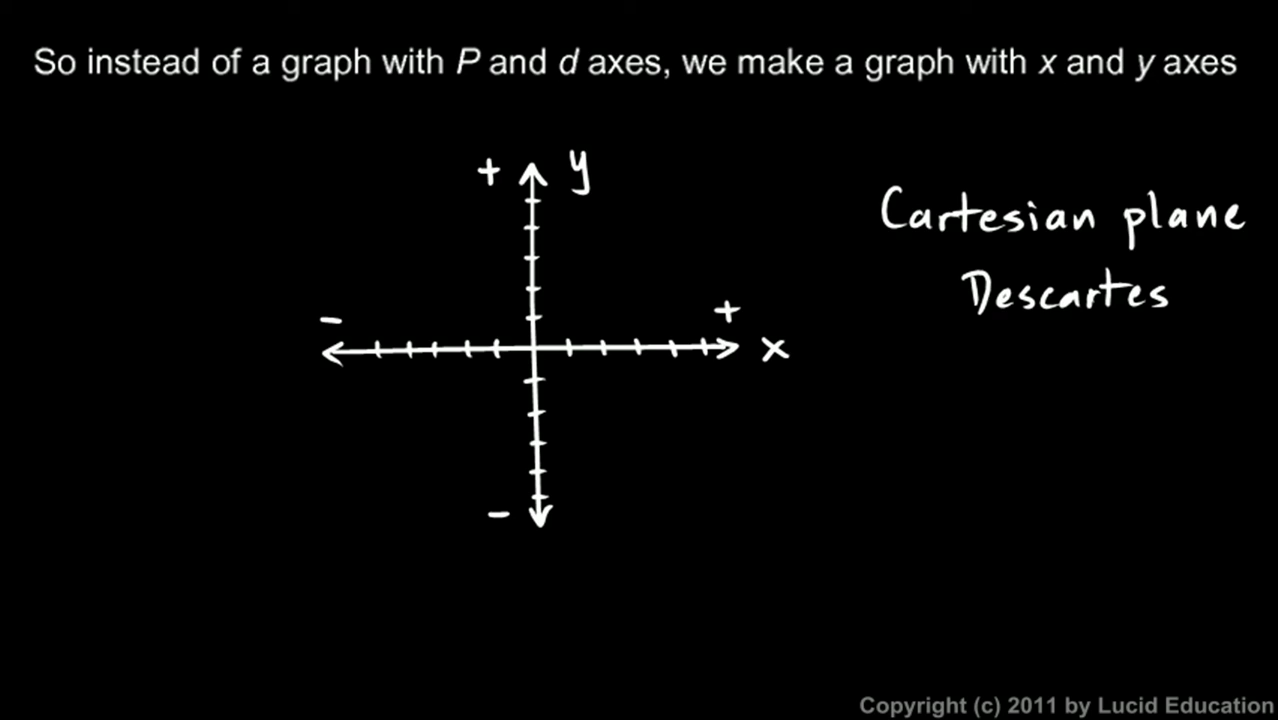 So instead of a graph with P and d axes, we make a graph with x and y axes
+ y
Cartesian plane
Descartes
- +
x
-
Copyright (c) 2011 by Lucid Education